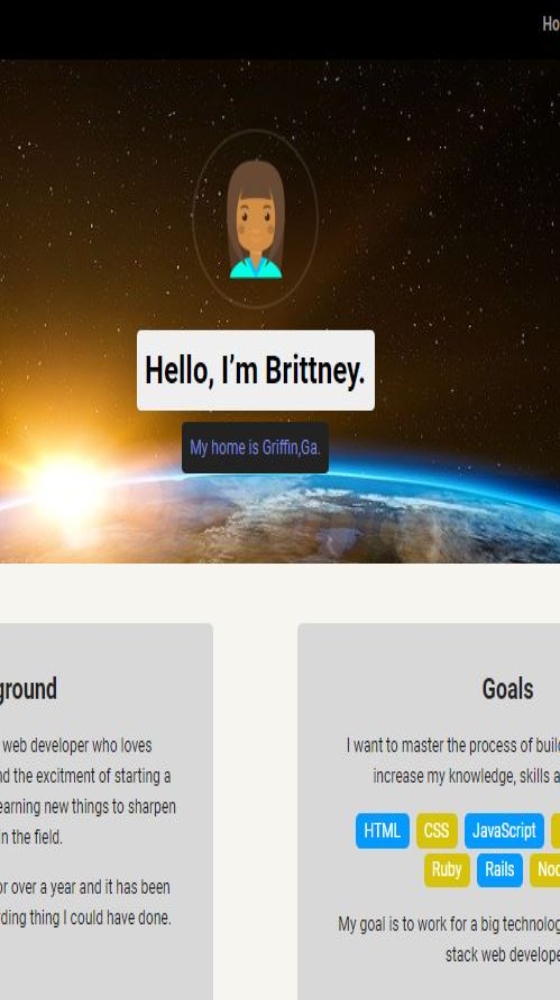 Ho
Hello, I’m Brittney.
My home is Griffin,Ga.
ground
web developer who loves
nd the excitment of starting a
earning new things to sharpen
in the field.
or over a year and it has been
ding thing I could have done.
Goals
I want to master the process of buil
increase my knowledge, skills a
HTML CSS JavaScript
Ruby Rails Noc
My goal is to work for a big technolog
stack web develope